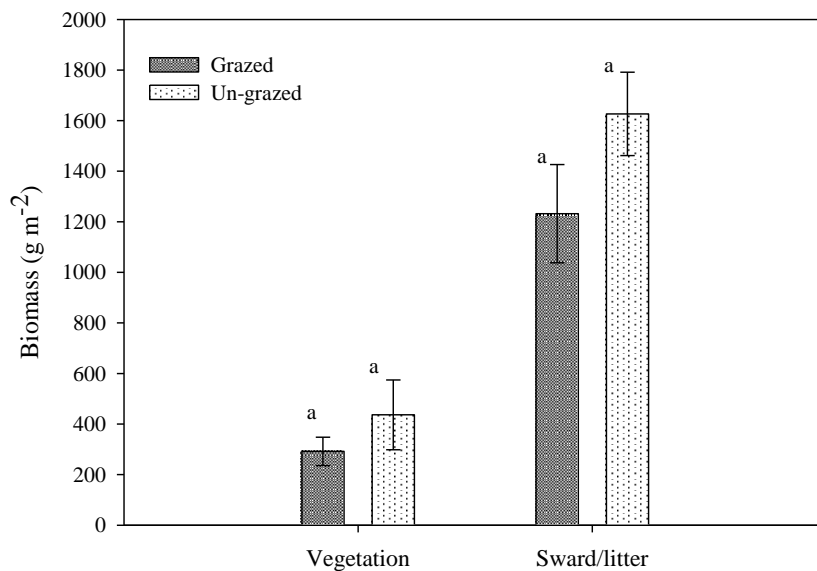 2000
1800
1600
1400
1200
1000
800
600
400
200
0
Biomass (g m-2)
Grazed
Un-grazed
a
a
a
a
Vegetation
Sward/litter